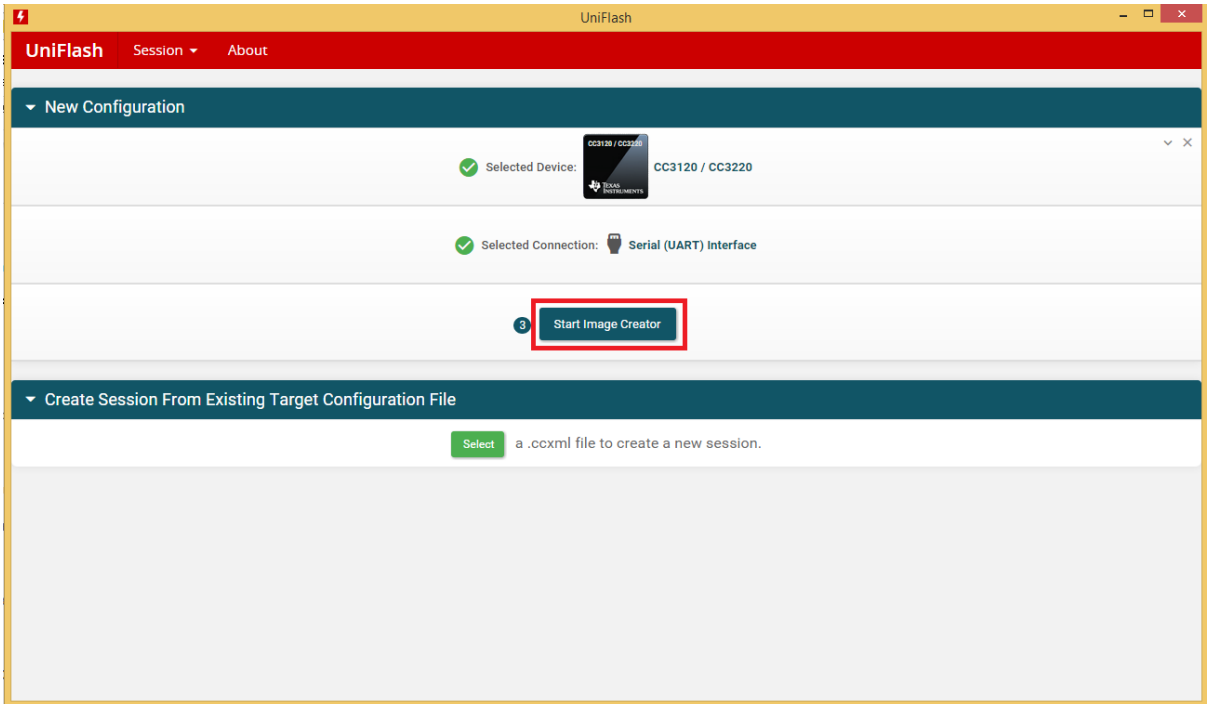 UniFlash
UniFlash Session About
New Configuration
Selected Device: CC3120 / CC3220 TEXAS INSTRUMENTS CC3120 / CC3220
Selected Connection: Serial (UART) Interface
3 Start Image Creator
Create Session From Existing Target Configuration File
Select a .ccxml file to create a new session.